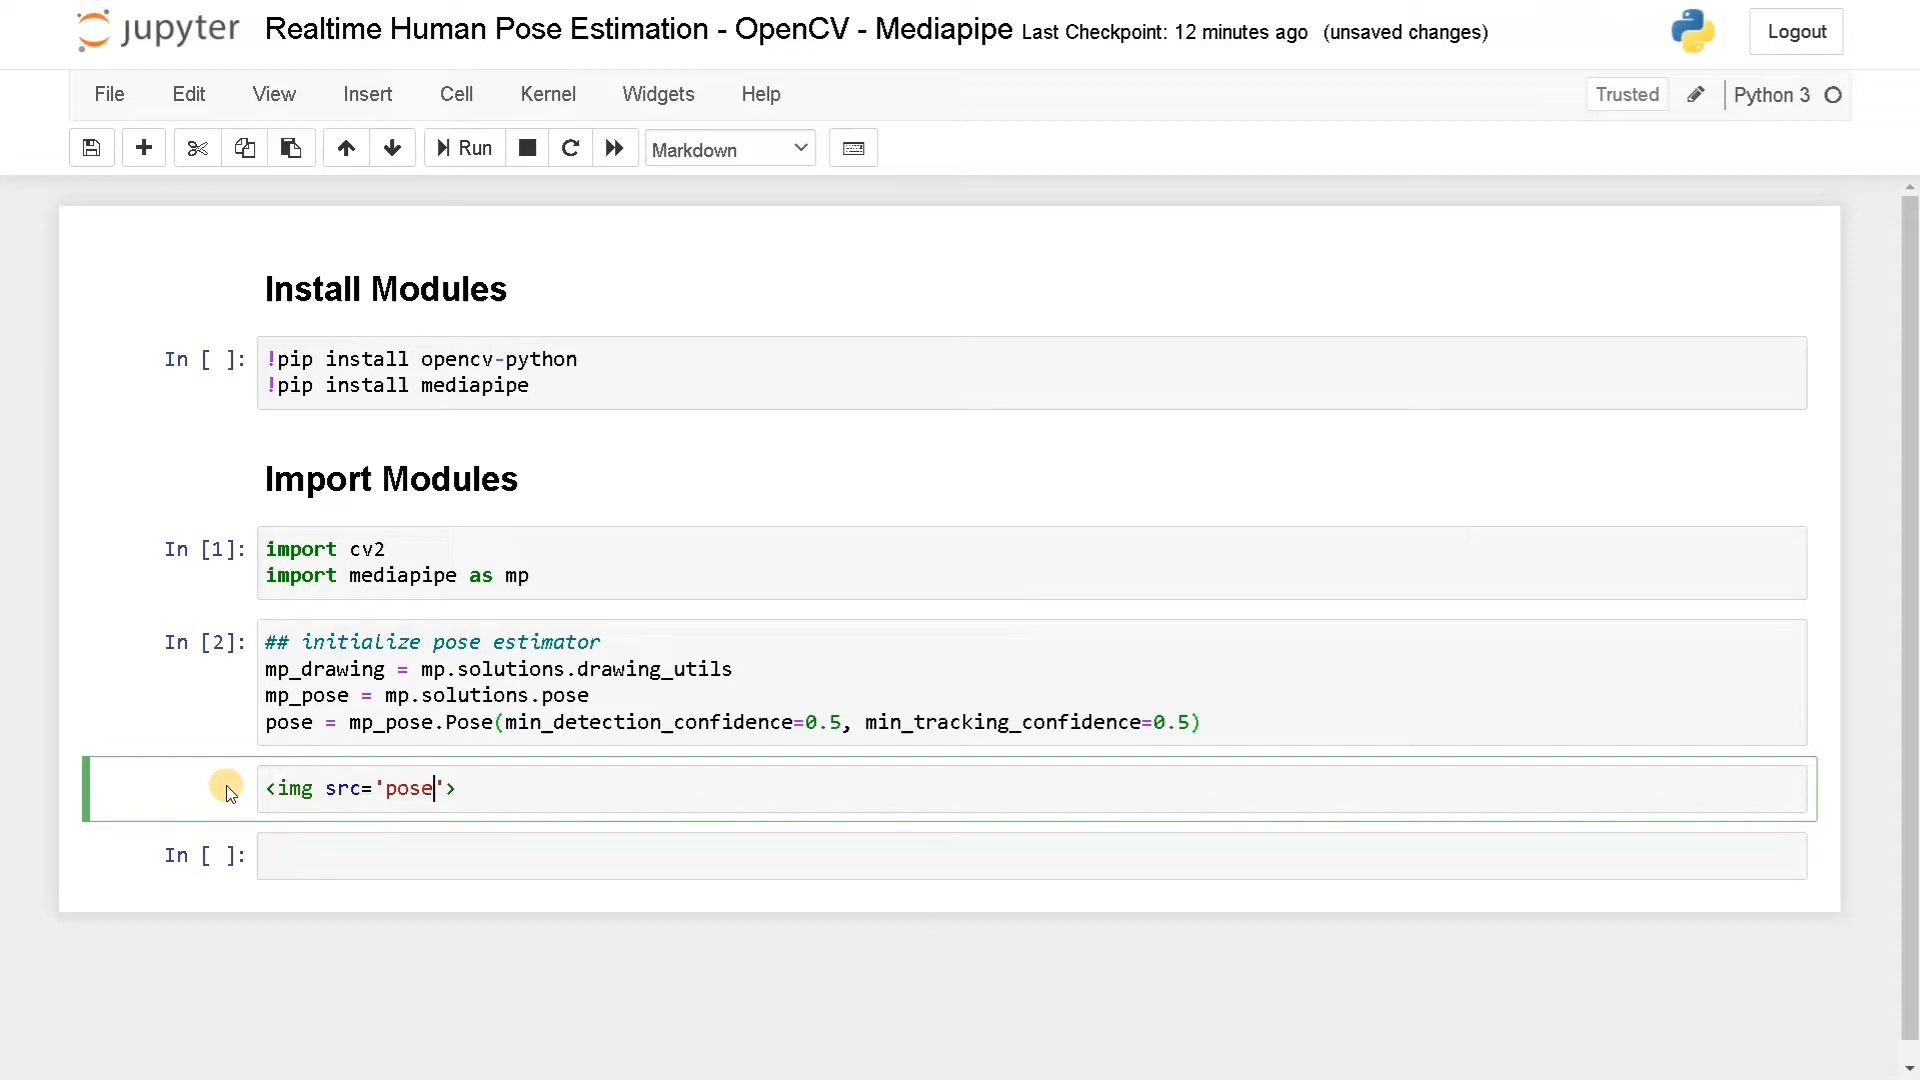 jupyter Realtime Human Pose Estimation - OpenCV - Mediapipe Last Checkpoint: 12 minutes ago (unsaved changes) Logout
File Edit View Insert Cell Kernel Widgets Help Trusted Python 3
Run Markdown
Install Modules
In [ ]: !pip install opencv-python
!pip install mediapipe
Import Modules
In [1]: import cv2
import mediapipe as mp
In [2]: ## initialize pose estimator
mp_drawing = mp.solutions.drawing_utils
mp_pose = mp.solutions.pose
pose = mp_pose.Pose(min_detection_confidence=0.5, min_tracking_confidence=0.5)
<img src='pose'>
In [ ]: